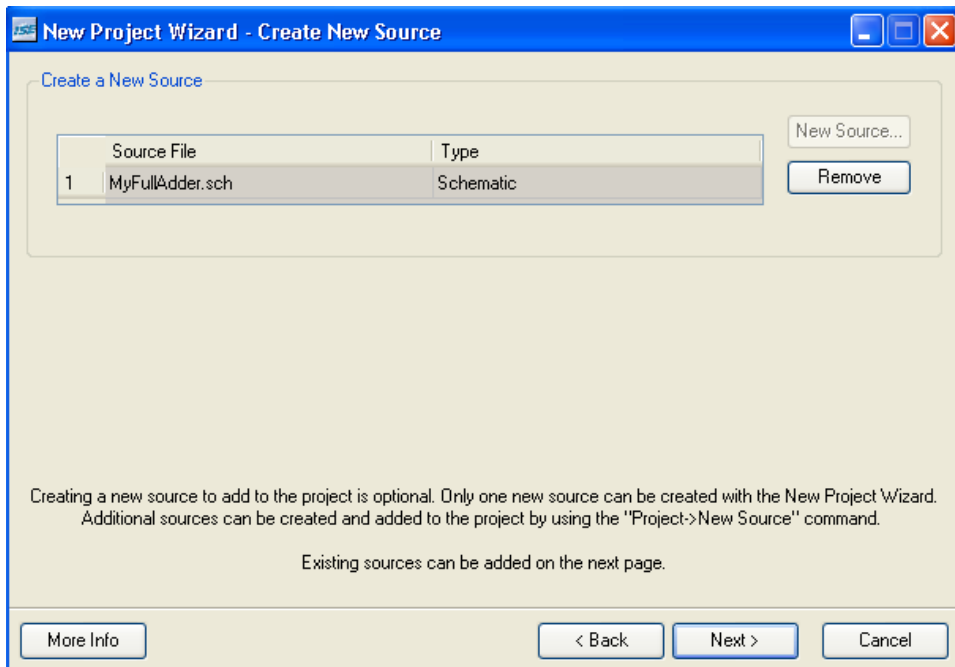 ISE New Project Wizard - Create New Source
Create a New Source
New Source...
Source File Type
1 MyFullAdder.sch Schematic
Remove
Creating a new source to add to the project is optional. Only one new source can be created with the New Project Wizard.
Additional sources can be created and added to the project by using the "Project->New Source" command.
Existing sources can be added on the next page.
More Info < Back Next > Cancel